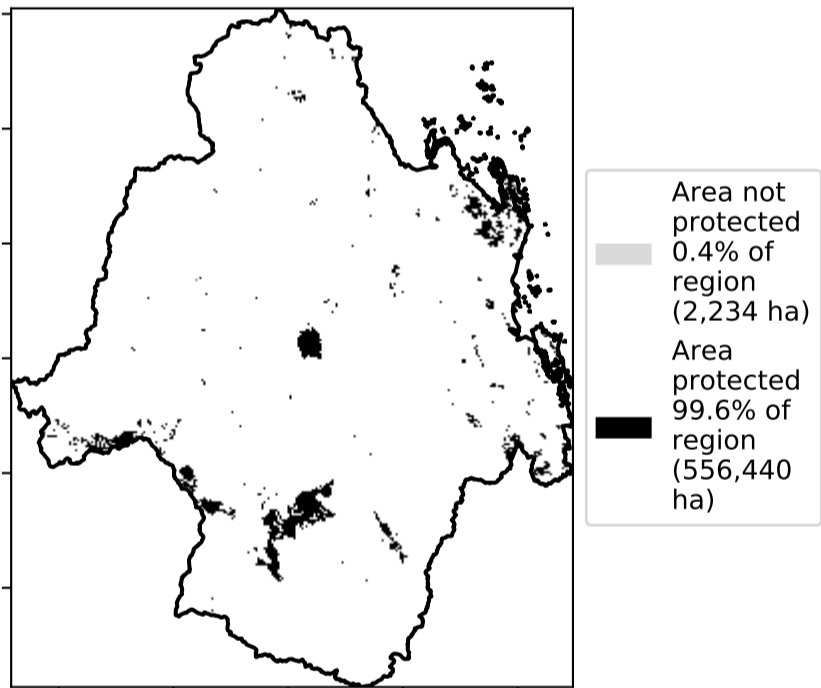 Area not
protected
0.4% of
region
(2,234 ha)
Area
protected
99.6% of
region
(556,440
ha)